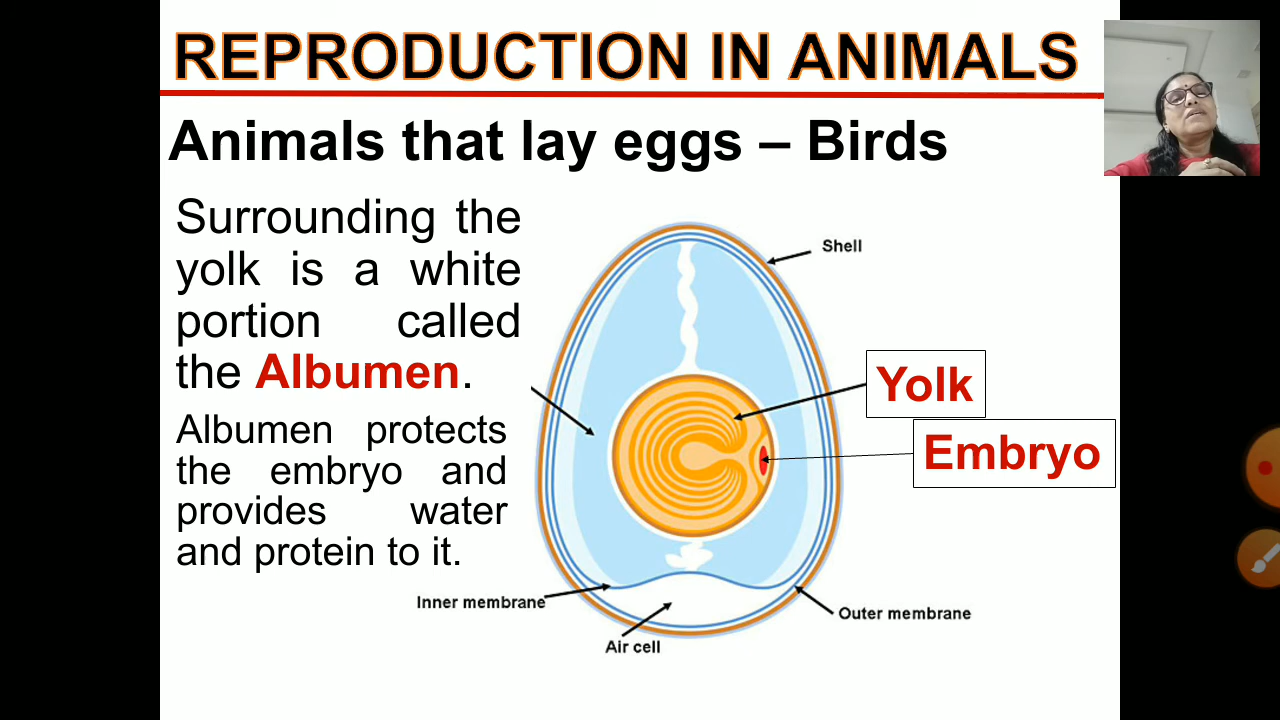 REPRODUCTION IN ANIMALS
Animals that lay eggs – Birds
Surrounding the
yolk is a white
portion called
the Albumen.
Albumen protects
the embryo and
provides water
and protein to it.
Shell
Yolk
Embryo
Inner membrane
Air cell
Outer membrane